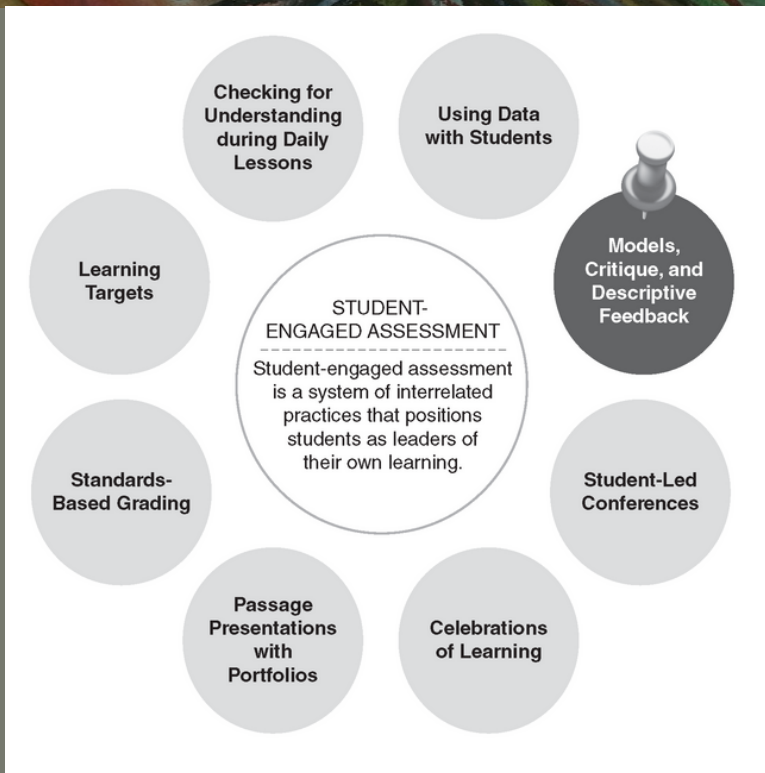 Checking for
Understanding
during Daily
Lessons
Using Data
with Students
Models,
Critique, and
Descriptive
Feedback
Learning
Targets
STUDENT-
ENGAGED ASSESSMENT
Student-engaged assessment
is a system of interrelated
practices that positions
students as leaders of
their own learning.
Standards-
Based Grading
Student-Led
Conferences
Passage
Presentations
with
Portfolios
Celebrations
of Learning